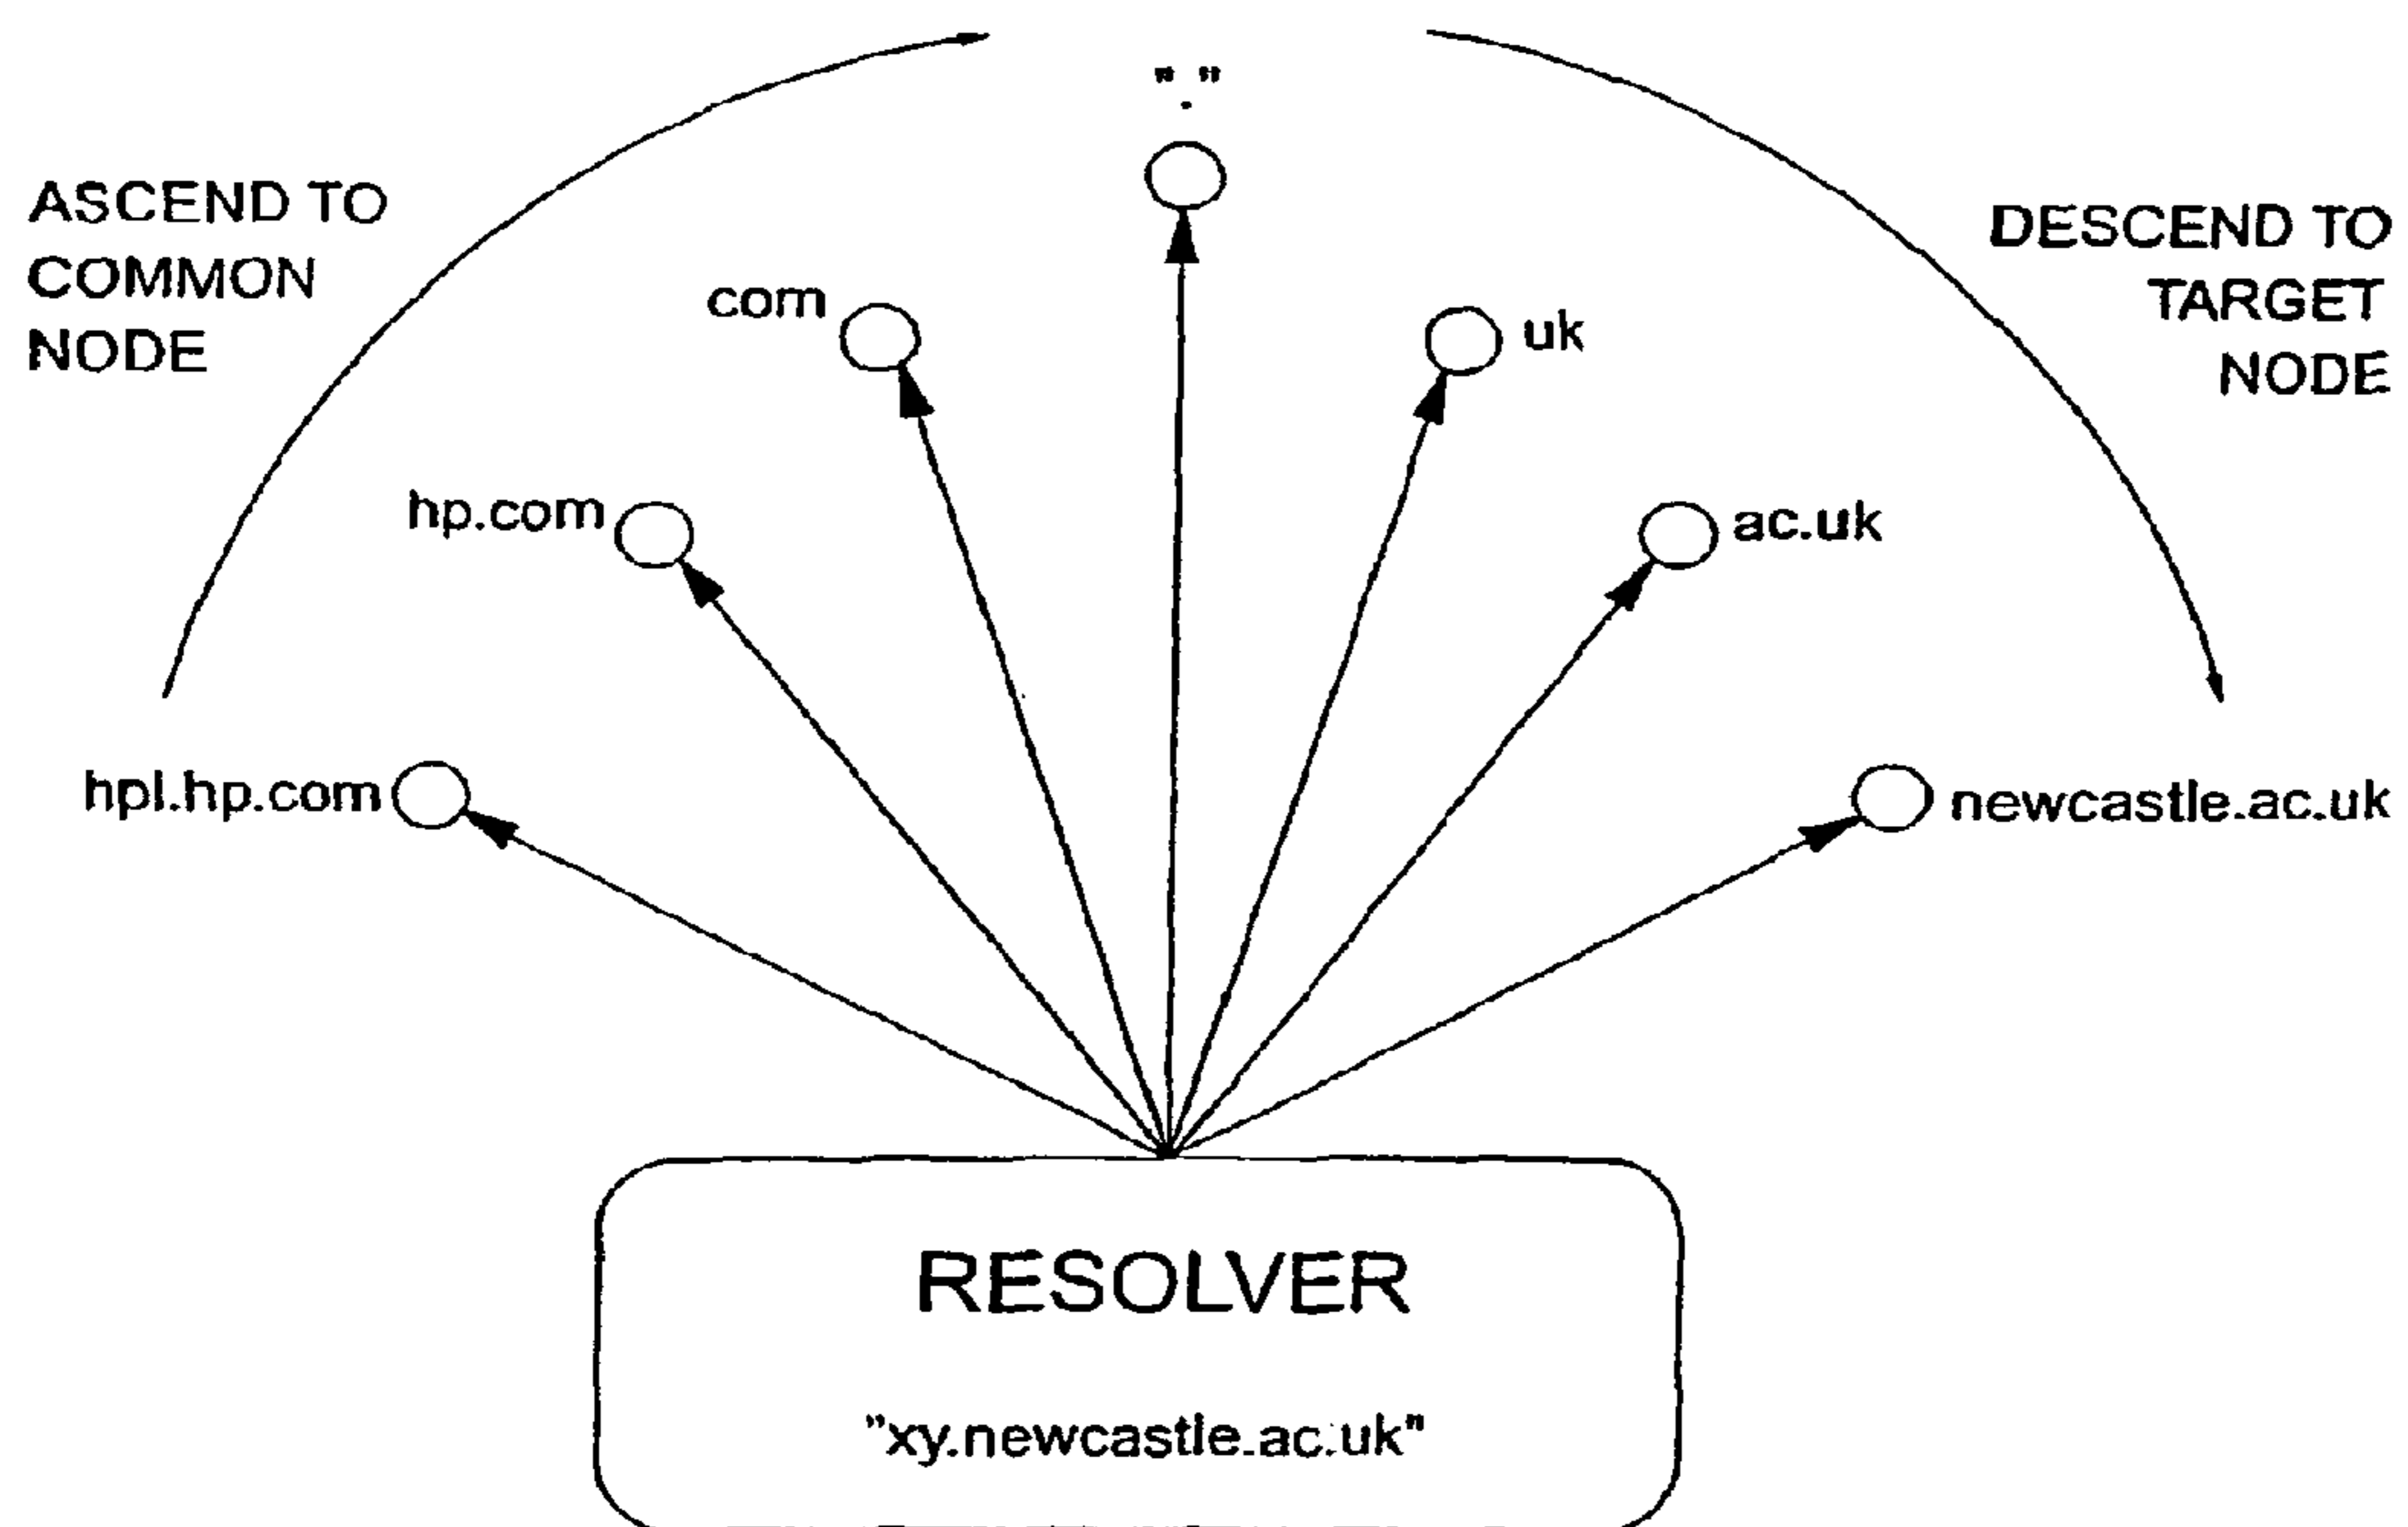 "."
ASCEND TO
COMMON
NODE
DESCEND TO
TARGET
NODE
com
uk
hp.com
ac.uk
hpl.hp.com
newcastle.ac.uk
RESOLVER
"xy.newcastle.ac.uk"